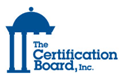 The
Certification
Board, Inc.